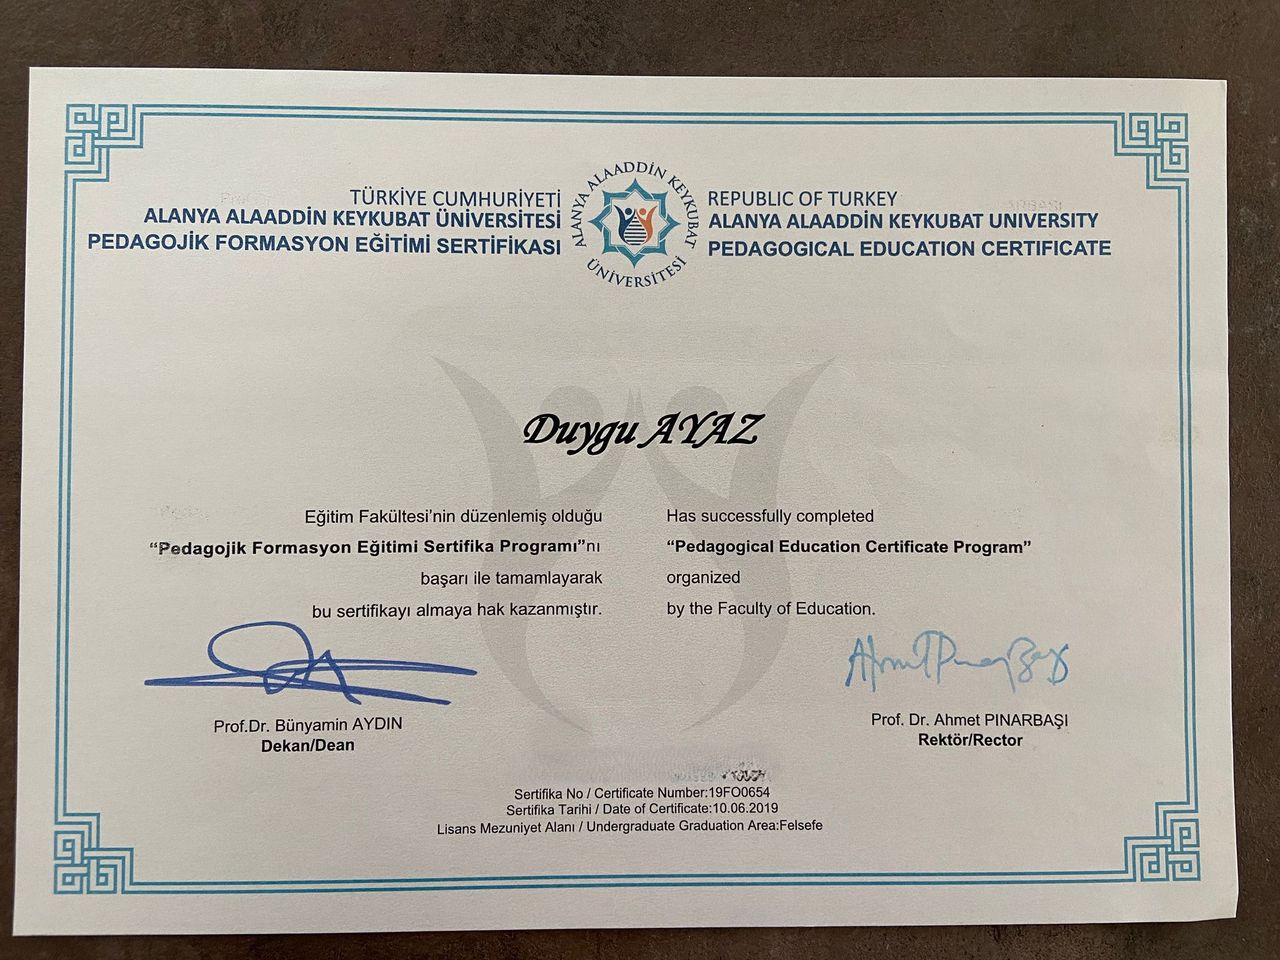 TÜRKİYE CUMHURİYETİ
ALANYA ALAADDİN KEYKUBAT ÜNİVERSİTESİ
PEDAGOJİK FORMASYON EĞİTİMİ SERTİFİKASI
ALANYA ALAADDİN KEYKUBAT
ÜNİVERSİTESİ
REPUBLIC OF TURKEY
ALANYA ALAADDİN KEYKUBAT UNIVERSITY
PEDAGOGICAL EDUCATION CERTIFICATE
Duygu AYAZ
Eğitim Fakültesi'nin düzenlemiş olduğu
“Pedagojik Formasyon Eğitimi Sertifika Programı”nı
başarı ile tamamlayarak
bu sertifikayı almaya hak kazanmıştır.
Has successfully completed
“Pedagogical Education Certificate Program”
organized
by the Faculty of Education.
Prof.Dr. Bünyamin AYDIN
Dekan/Dean
Ahmet Pınarbaşı
Prof. Dr. Ahmet PINARBAŞI
Rektör/Rector
Sertifika No / Certificate Number:19FO0654
Sertifika Tarihi / Date of Certificate:10.06.2019
Lisans Mezuniyet Alanı / Undergraduate Graduation Area:Felsefe